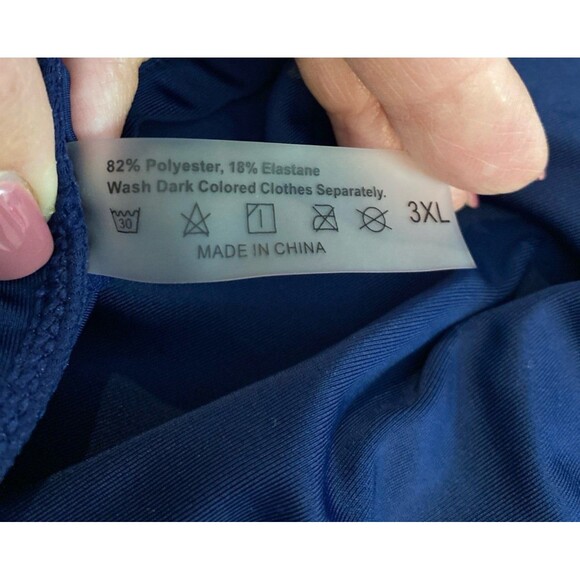 82% Polyester, 18% Elastane
Wash Dark Colored Clothes Separately.
30
3XL
MADE IN CHINA